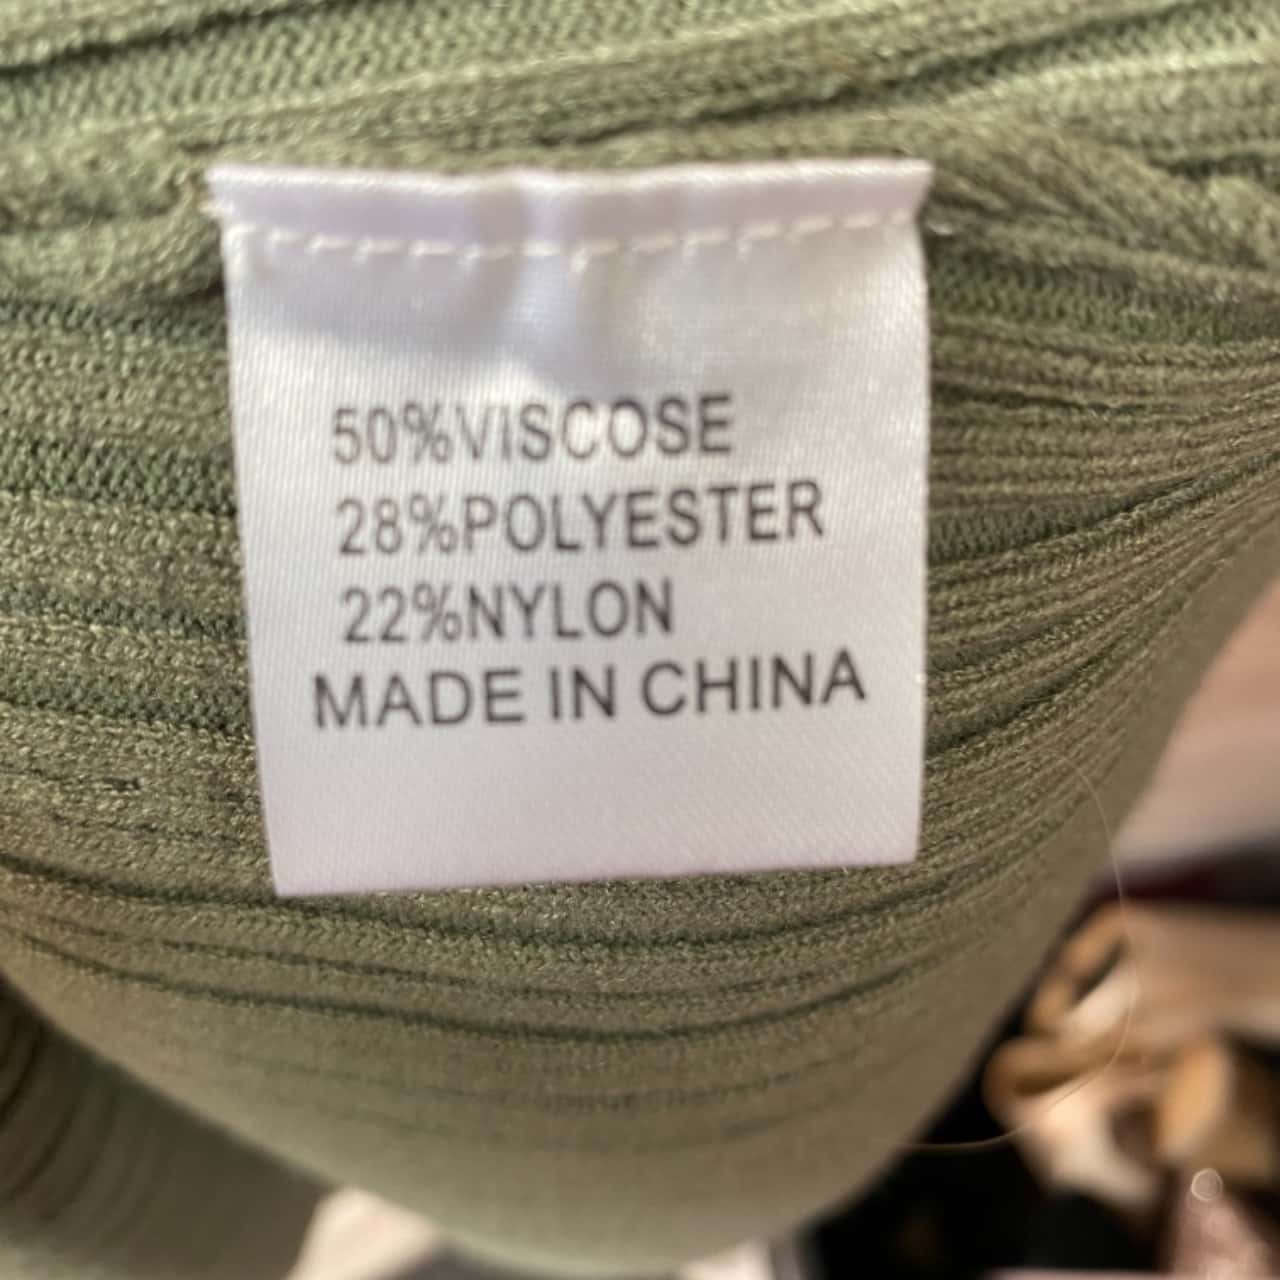 50%VISCOSE
28%POLYESTER
22%NYLON
MADE IN CHINA